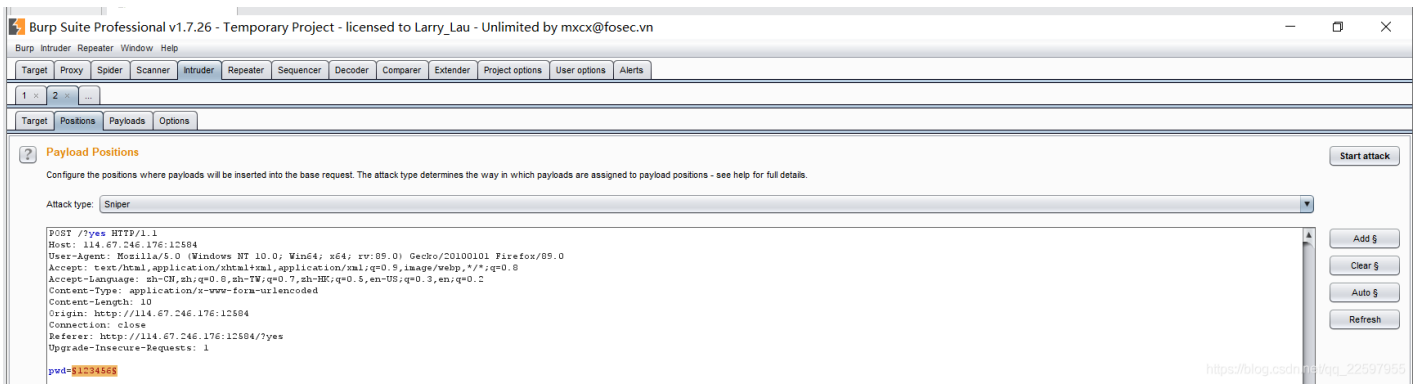 Burp Suite Professional v1.7.26 - Temporary Project - licensed to Larry_Lau - Unlimited by mxcx@fosec.vn
Burp Intruder Repeater Window Help
Target Proxy Spider Scanner Intruder Repeater Sequencer Decoder Comparer Extender Project options User options Alerts
1 × 2 × ...
Target Positions Payloads Options
? Payload Positions
Start attack
Configure the positions where payloads will be inserted into the base request. The attack type determines the way in which payloads are assigned to payload positions - see help for full details.
Attack type: Sniper
POST /?yes HTTP/1.1
Host: 114.67.246.176:12584
User-Agent: Mozilla/5.0 (Windows NT 10.0; Win64; x64; rv:89.0) Gecko/20100101 Firefox/89.0
Accept: text/html,application/xhtml+xml,application/xml;q=0.9,image/webp,*/*;q=0.8
Accept-Language: zh-CN,zh;q=0.8,zh-TW;q=0.7,zh-HK;q=0.5,en-US;q=0.3,en;q=0.2
Content-Type: application/x-www-form-urlencoded
Content-Length: 10
Origin: http://114.67.246.176:12584
Connection: close
Referer: http://114.67.246.176:12584/?yes
Upgrade-Insecure-Requests: 1
pwd=§123456§
Add §
Clear §
Auto §
Refresh
https://blog.csdn.net/qq_22597955